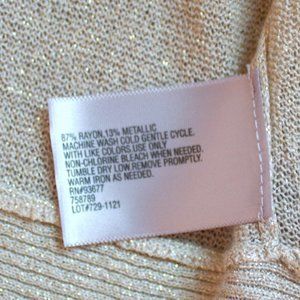 87% RAYON, 13% METALLIC
MACHINE WASH COLD GENTLE CYCLE.
WITH LIKE COLORS.USE ONLY
NON-CHLORINE BLEACH WHEN NEEDED.
TUMBLE DRY LOW REMOVE PROMPTLY.
WARM IRON AS NEEDED.
RN#93677
758789
LOT#729-1121